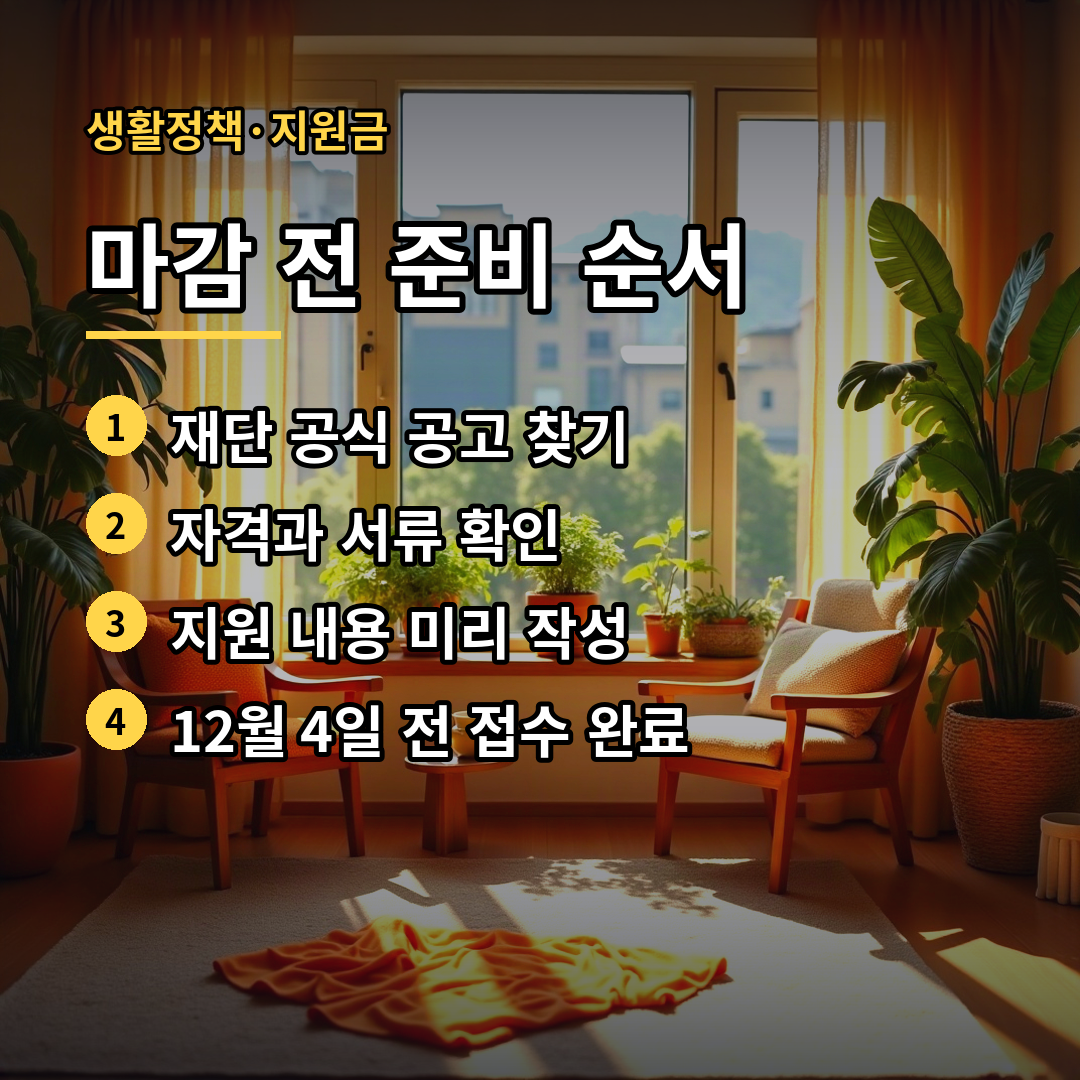 생활정책·지원금
마감 전 준비 순서
1 재단 공식 공고 찾기
2 자격과 서류 확인
3 지원 내용 미리 작성
4 12월 4일 전 접수 완료